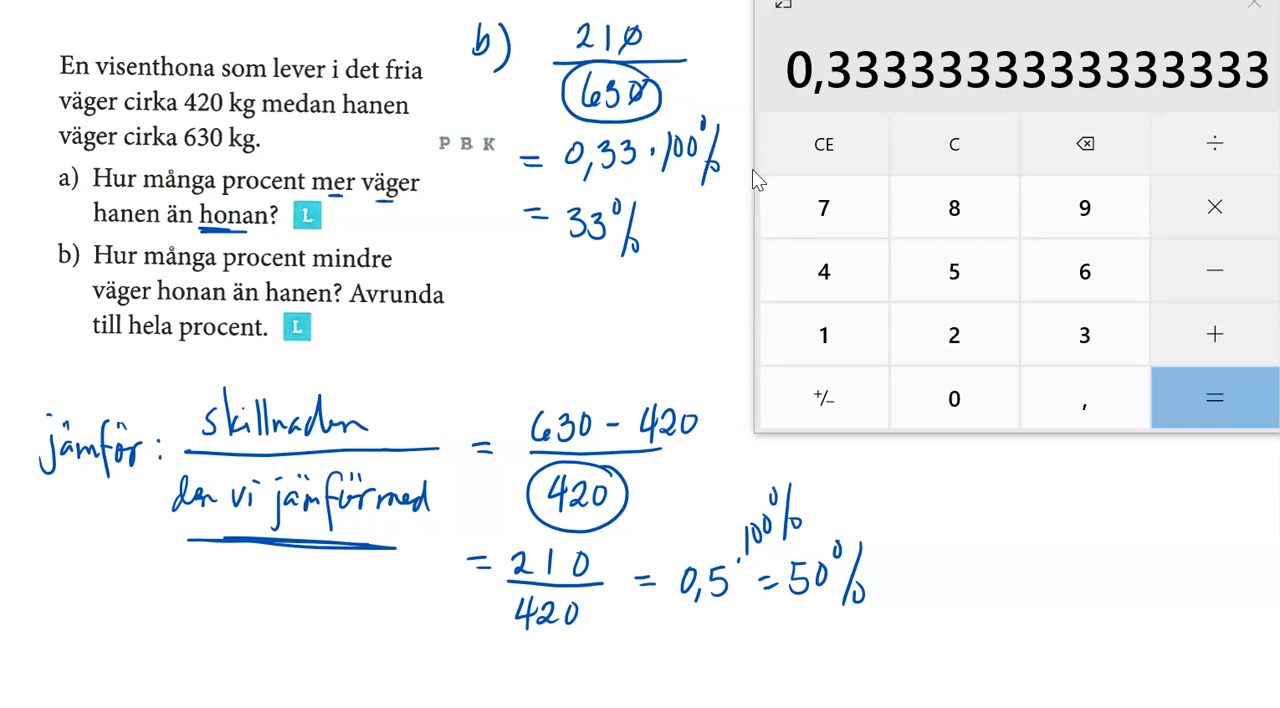 En visenthona som lever i det fria
väger cirka 420 kg medan hanen
väger cirka 630 kg.
P B K
a) Hur många procent mer väger
hanen än honan? L
b) Hur många procent mindre
väger honan än hanen? Avrunda
till hela procent. L
b) 210
630
= 0,33 · 100 %
= 33 %
0,3333333333333333
CE C ÷
7 8 9 ×
4 5 6 −
1 2 3 +
+/− 0 , =
jämför: skillnaden = 630 - 420
den vi jämför med 420
= 210 = 0,5 · 100 % = 50 %
420